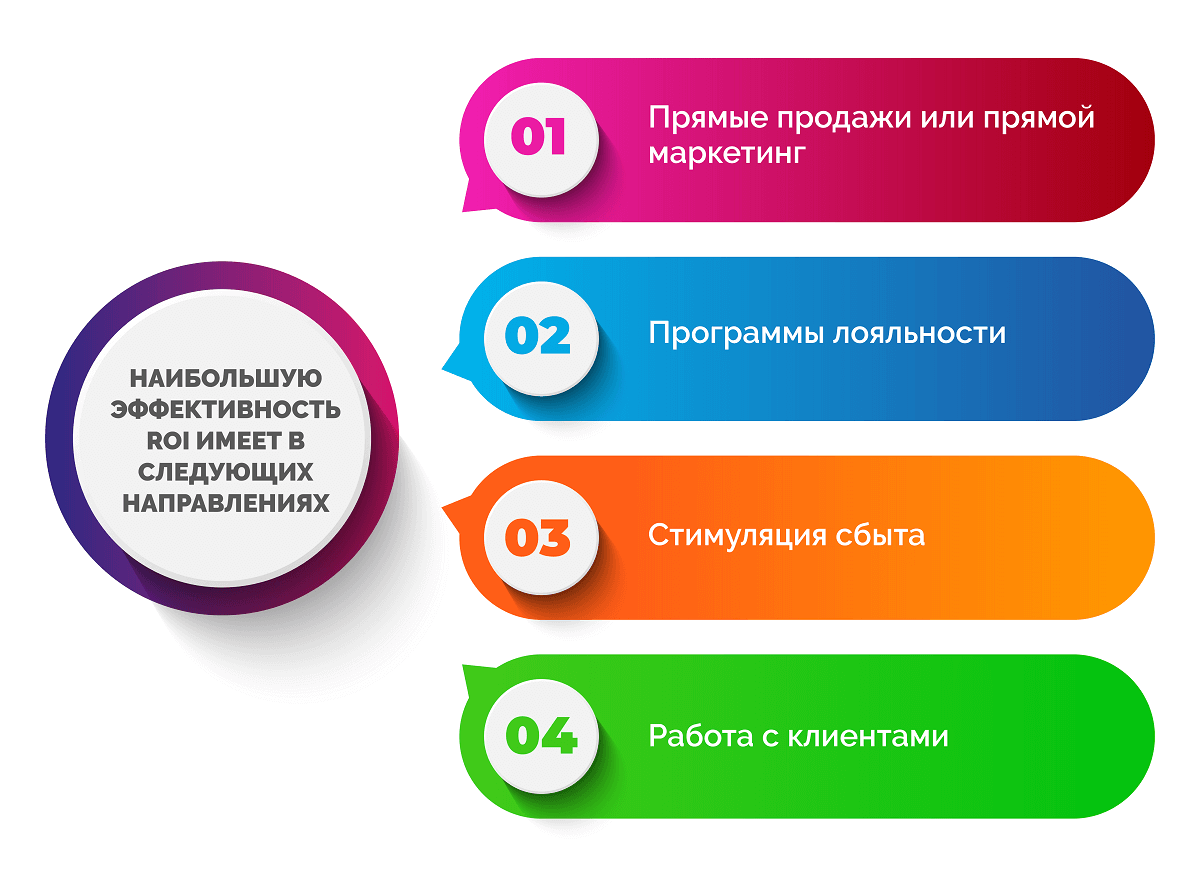 НАИБОЛЬШУЮ
ЭФФЕКТИВНОСТЬ
ROI ИМЕЕТ В
СЛЕДУЮЩИХ
НАПРАВЛЕНИЯХ
01
Прямые продажи или прямой
маркетинг
02
Программы лояльности
03
Стимуляция сбыта
04
Работа с клиентами